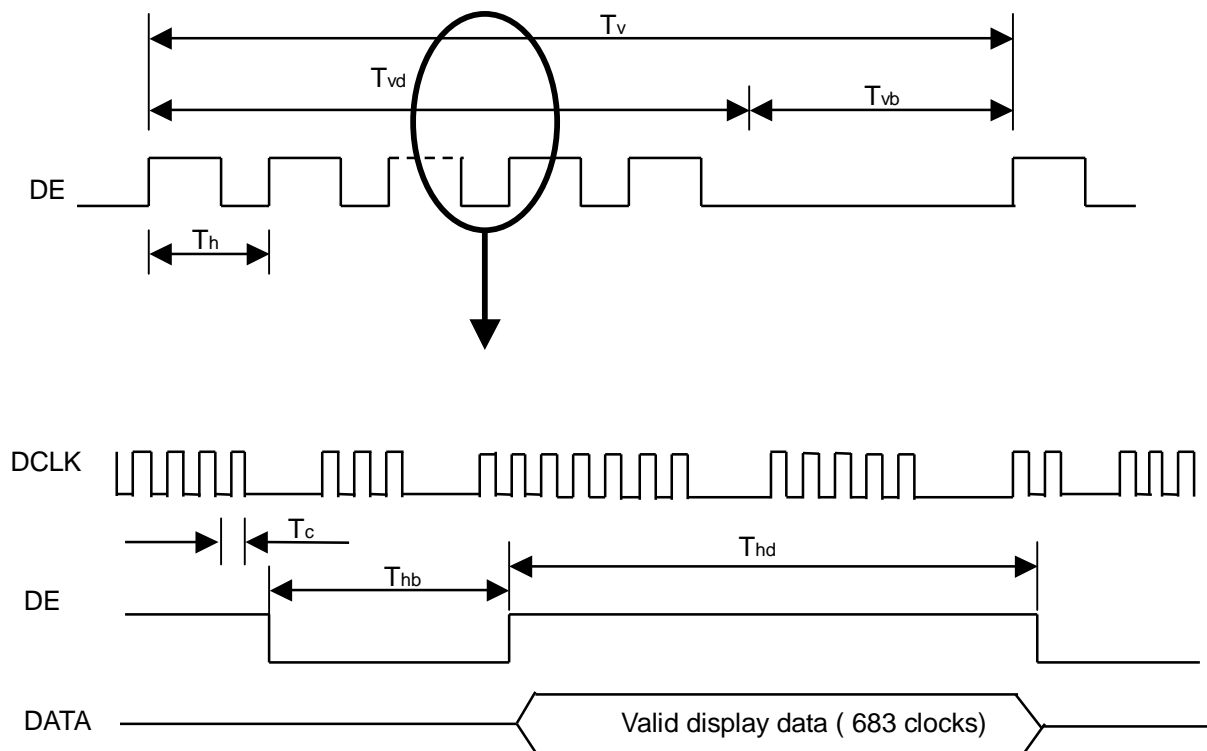 Tv
Tvd
Tvb
DE
Th
DCLK
Tc
Thd
Thb
DE
DATA
Valid display data ( 683 clocks)